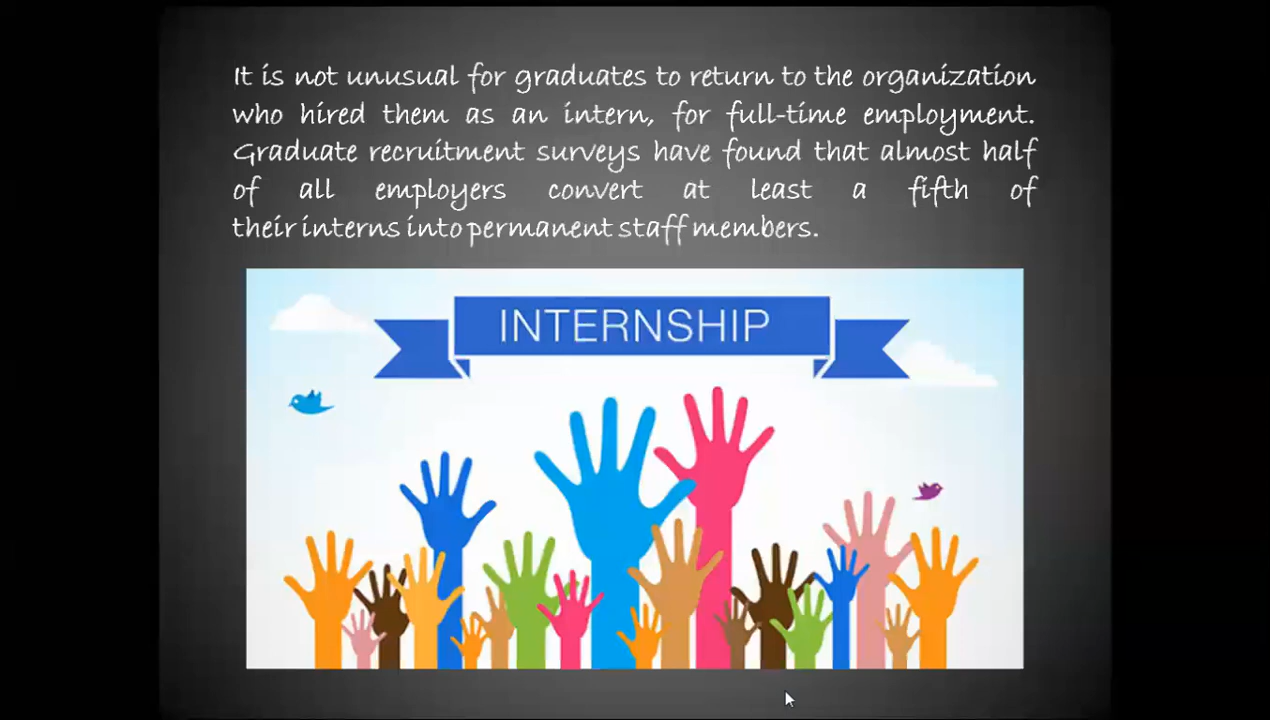 It is not unusual for graduates to return to the organization
who hired them as an intern, for full-time employment.
Graduate recruitment surveys have found that almost half
of all employers convert at least a fifth of
their interns into permanent staff members.
INTERNSHIP